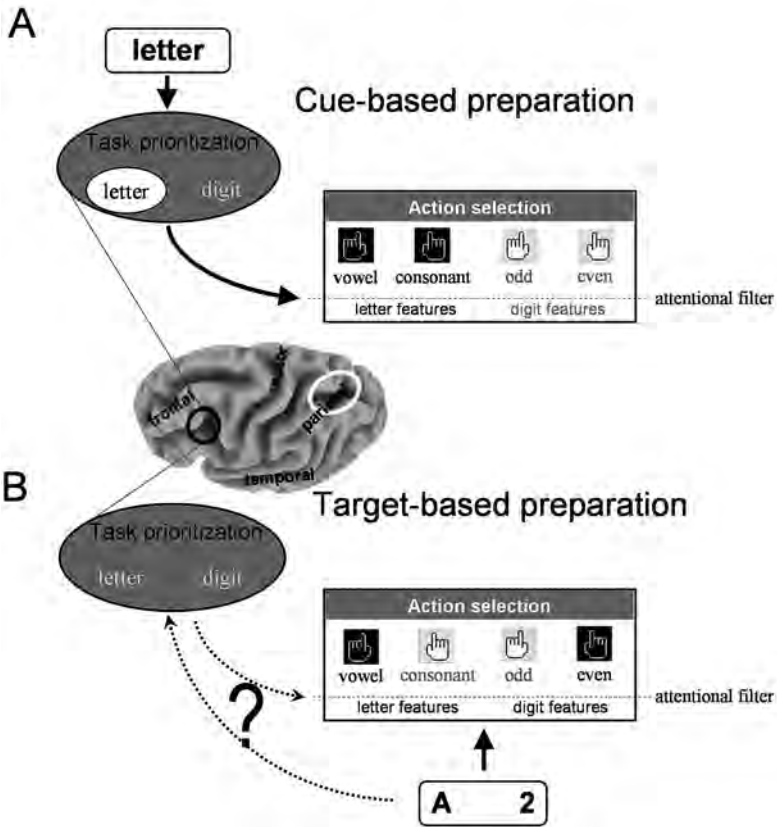 A
letter
Cue-based preparation
Task prioritization
letter digit
Action selection
vowel consonant odd even
attentional filter
letter features digit features
frontal motor parietal
temporal
B
Target-based preparation
Task prioritization
letter digit
Action selection
vowel consonant odd even
attentional filter
letter features digit features
?
A 2